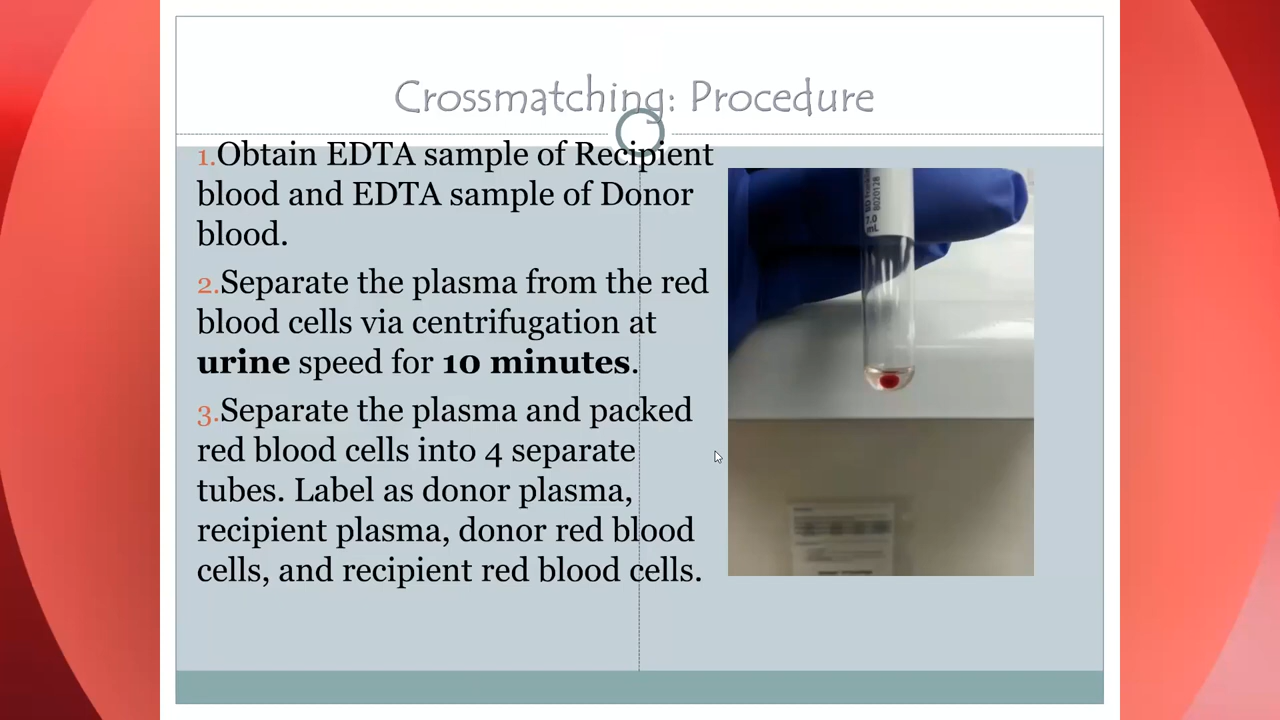 Crossmatching: Procedure
1.Obtain EDTA sample of Recipient
blood and EDTA sample of Donor
blood.
2.Separate the plasma from the red
blood cells via centrifugation at
urine speed for 10 minutes.
3.Separate the plasma and packed
red blood cells into 4 separate
tubes. Label as donor plasma,
recipient plasma, donor red blood
cells, and recipient red blood cells.
7.0
mL